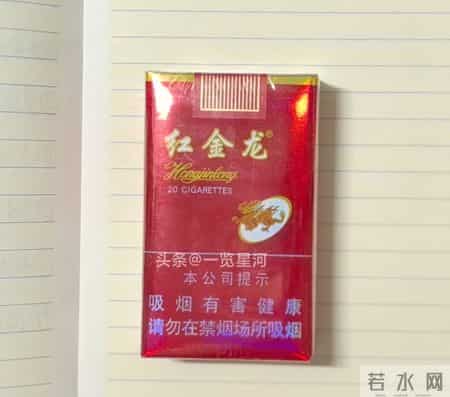 红金龙®
Hongjinlong
20 CIGARETTES
头条@一览星河
本公司提示
吸烟有害健康
请勿在禁烟场所吸烟
若水网